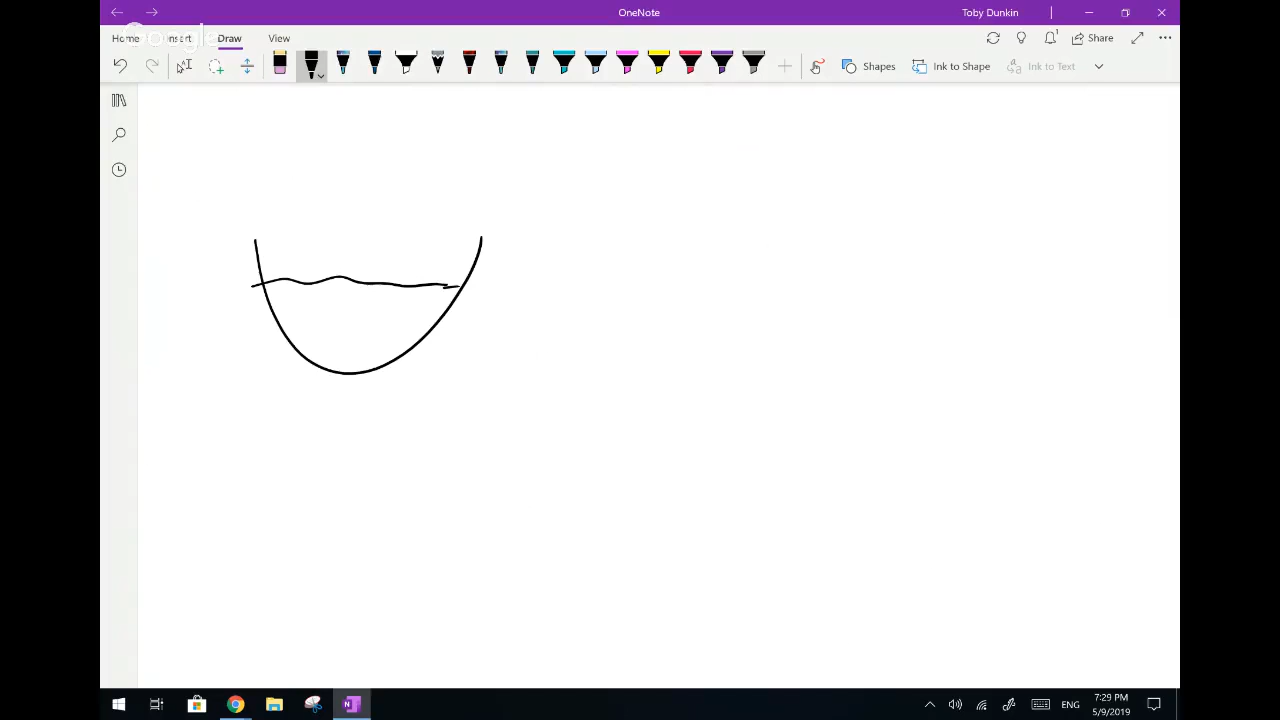 OneNote
Toby Dunkin
Home Insert Draw View
Share
Shapes
Ink to Shape
Ink to Text
Google
ENG
7:29 PM
5/9/2019